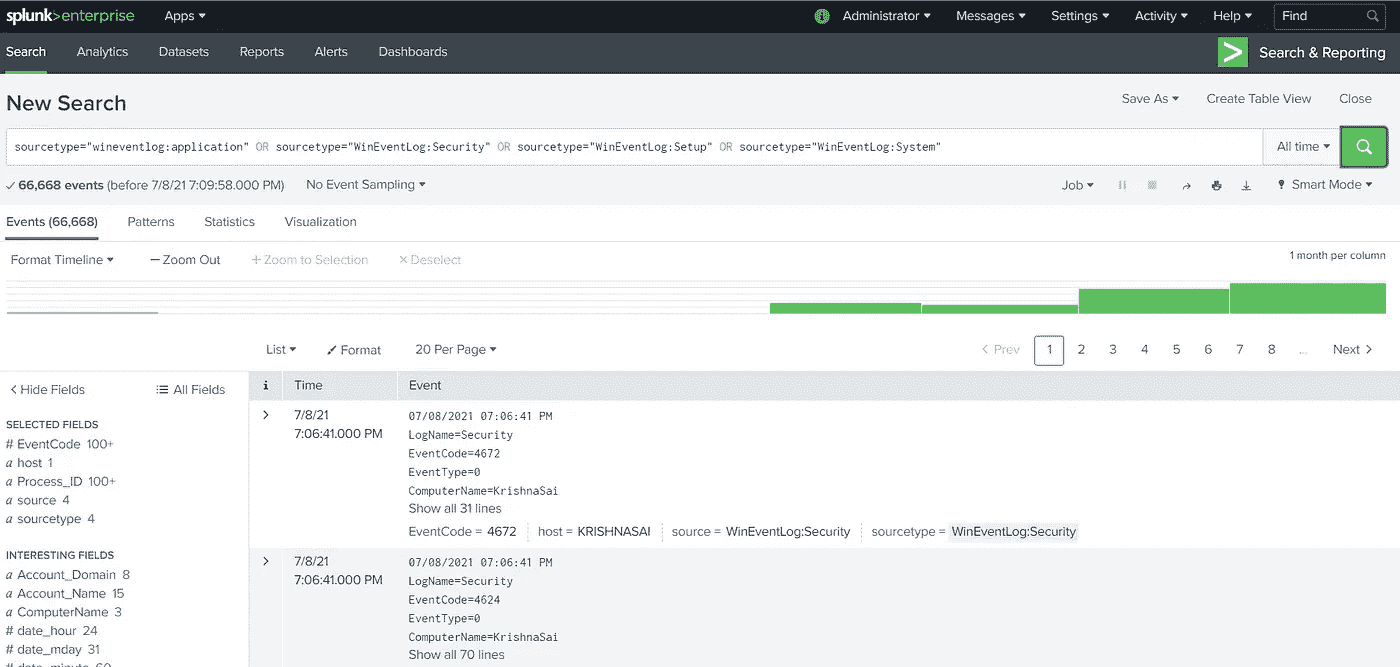 splunk>enterprise Apps Administrator Messages Settings Activity Help Find
Search Analytics Datasets Reports Alerts Dashboards Search & Reporting
New Search Save As Create Table View Close
sourcetype="wineventlog:application" OR sourcetype="WinEventLog:Security" OR sourcetype="WinEventLog:Setup" OR sourcetype="WinEventLog:System" All time
66,668 events (before 7/8/21 7:09:58.000 PM) No Event Sampling Job Smart Mode
Events (66,668) Patterns Statistics Visualization
Format Timeline — Zoom Out + Zoom to Selection × Deselect 1 month per column
List Format 20 Per Page < Prev 1 2 3 4 5 6 7 8 ... Next >
< Hide Fields All Fields
i Time Event
SELECTED FIELDS
# EventCode 100+
a host 1
a Process_ID 100+
a source 4
a sourcetype 4
INTERESTING FIELDS
a Account_Domain 8
a Account_Name 15
a ComputerName 3
# date_hour 24
# date_mday 31
# date_minute 60
> 7/8/21
7:06:41.000 PM
07/08/2021 07:06:41 PM
LogName=Security
EventCode=4672
EventType=0
ComputerName=KrishnaSai
Show all 31 lines
EventCode = 4672 host = KRISHNASAI source = WinEventLog:Security sourcetype = WinEventLog:Security
> 7/8/21
7:06:41.000 PM
07/08/2021 07:06:41 PM
LogName=Security
EventCode=4624
EventType=0
ComputerName=KrishnaSai
Show all 70 lines